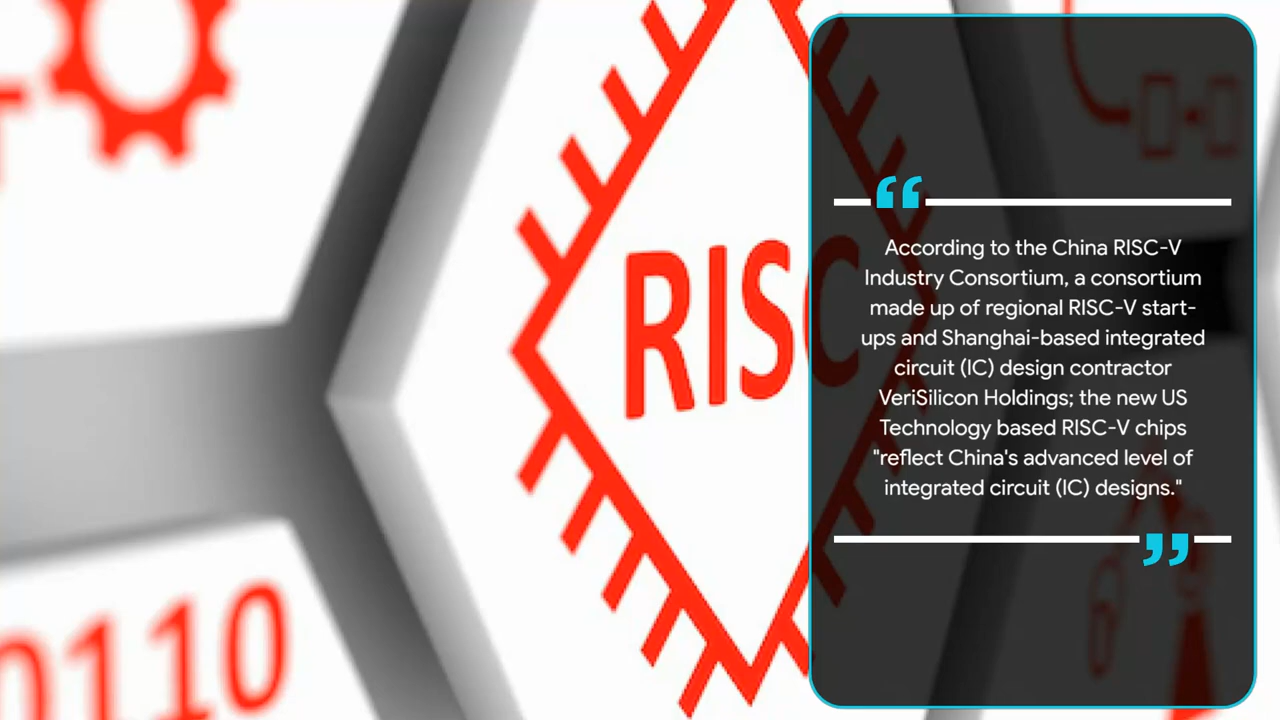 RISC
0110
According to the China RISC-V
Industry Consortium, a consortium
made up of regional RISC-V start-
ups and Shanghai-based integrated
circuit (IC) design contractor
VeriSilicon Holdings; the new US
Technology based RISC-V chips
"reflect China's advanced level of
integrated circuit (IC) designs."